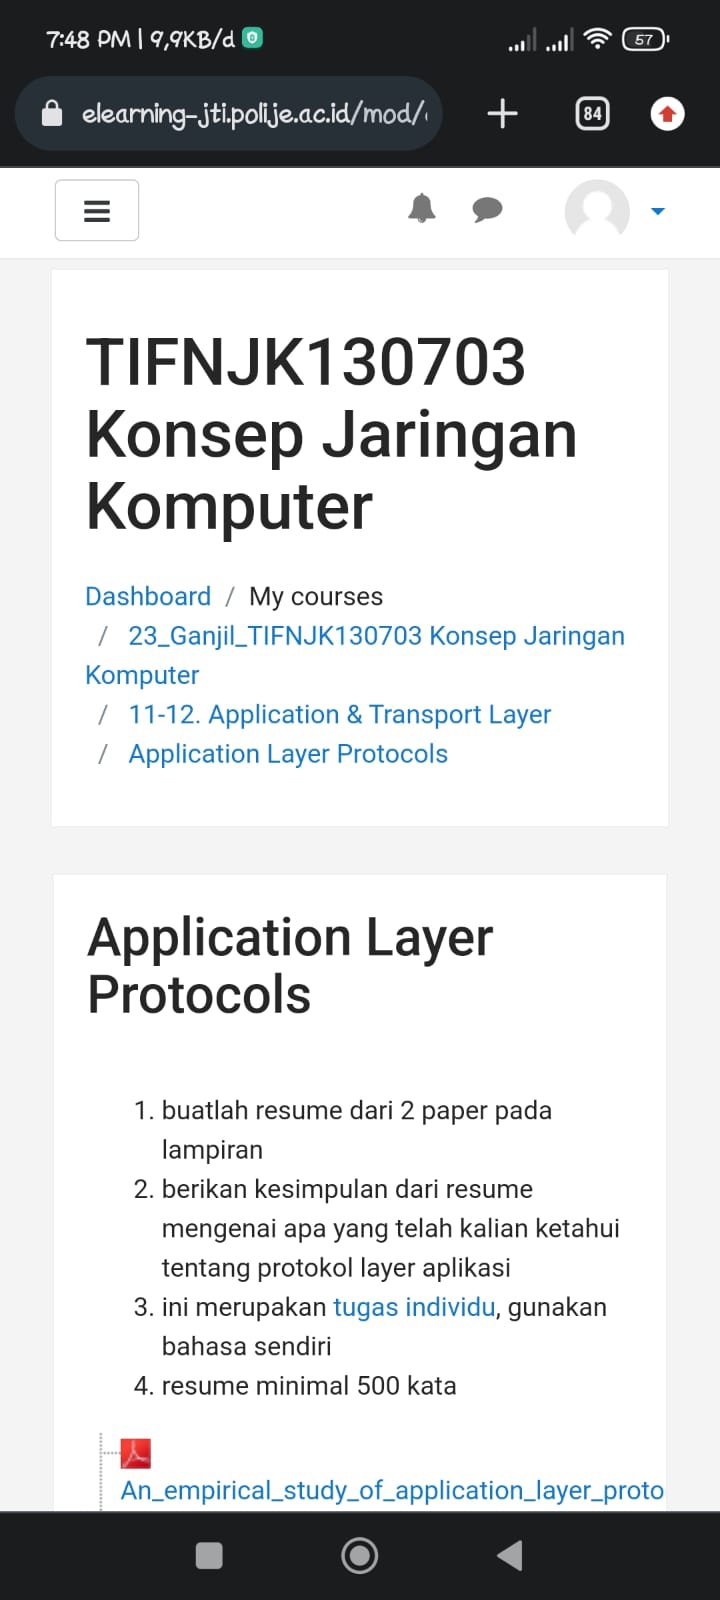 7:48 PM | 9,9KB/d
57
elearning-jti.polije.ac.id/mod/
84
TIFNJK130703
Konsep Jaringan
Komputer
Dashboard / My courses
/ 23_Ganjil_TIFNJK130703 Konsep Jaringan
Komputer
/ 11-12. Application & Transport Layer
/ Application Layer Protocols
Application Layer
Protocols
1. buatlah resume dari 2 paper pada
lampiran
2. berikan kesimpulan dari resume
mengenai apa yang telah kalian ketahui
tentang protokol layer aplikasi
3. ini merupakan tugas individu, gunakan
bahasa sendiri
4. resume minimal 500 kata
An_empirical_study_of_application_layer_proto